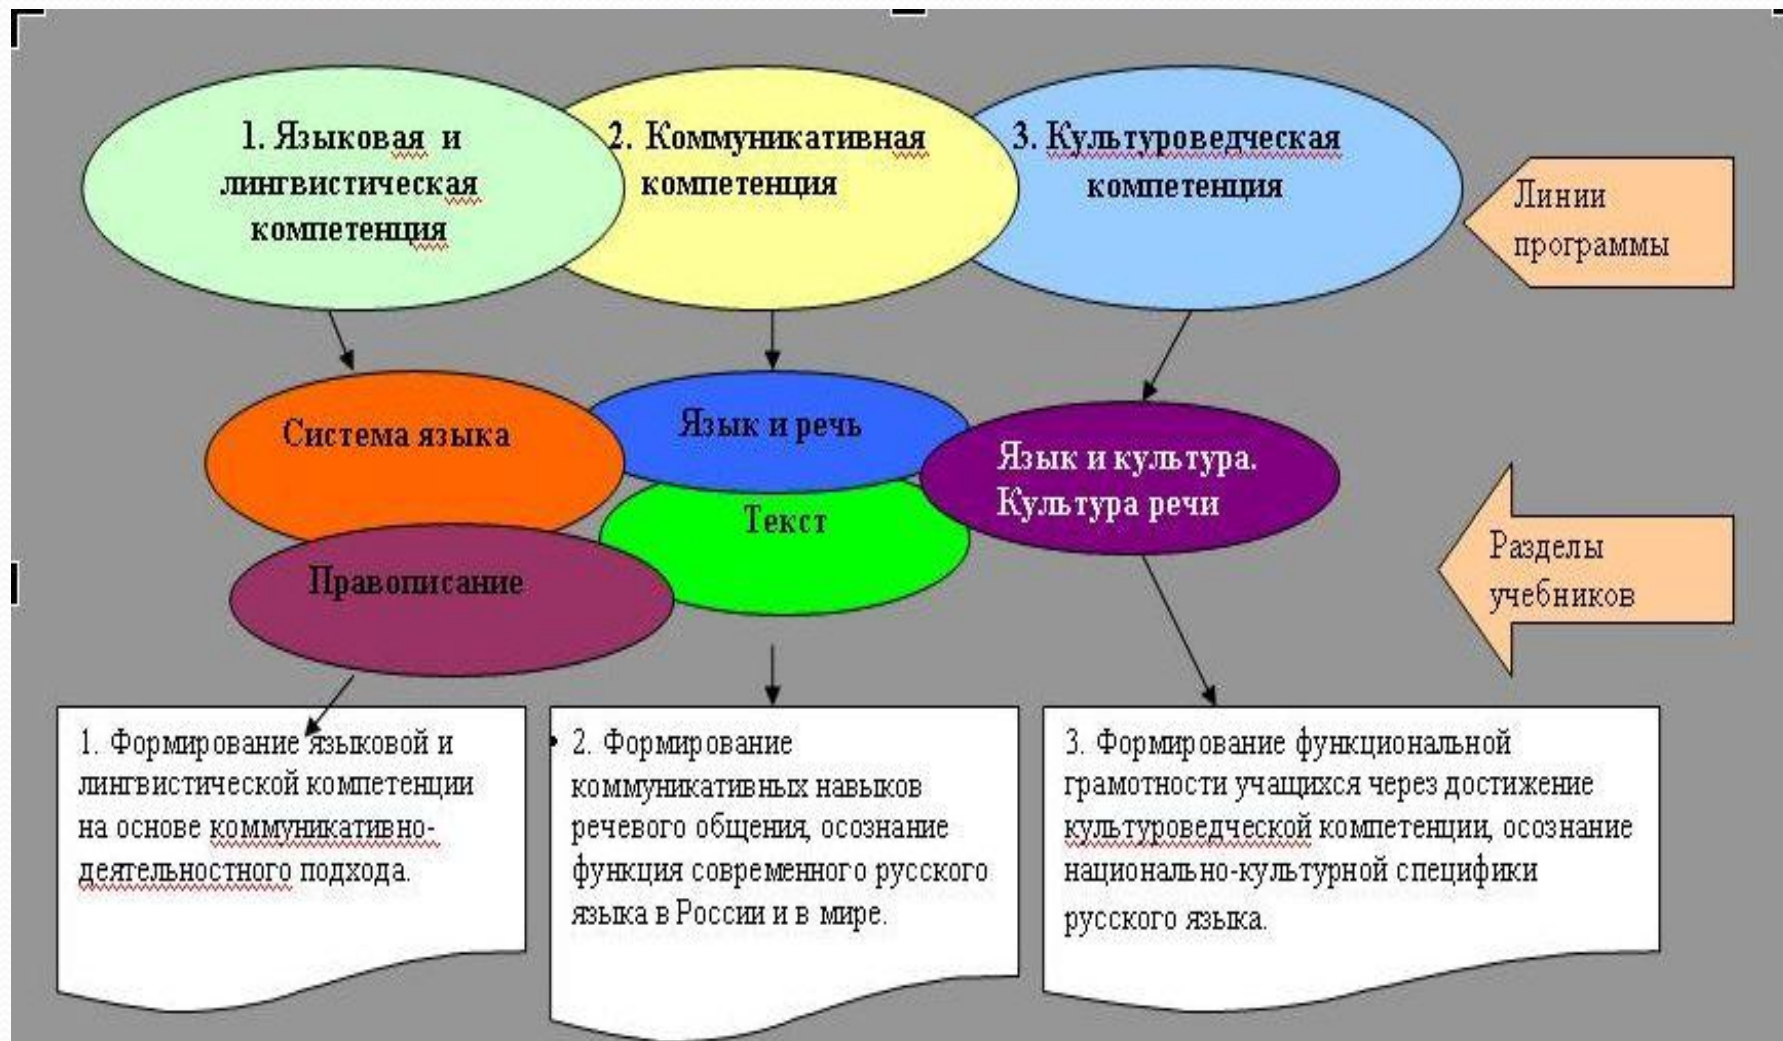 1. Языковая и
лингвистическая
компетенция
2. Коммуникативная
компетенция
3. Культуроведческая
компетенция
Линии
программы
Система языка
Язык и речь
Язык и культура.
Культура речи
Текст
Правописание
Разделы
учебников
1. Формирование языковой и
лингвистической компетенции
на основе коммуникативно-
деятельностного подхода.
• 2. Формирование
коммуникативных навыков
речевого общения, осознание
функция современного русского
языка в России и в мире.
3. Формирование функциональной
грамотности учащихся через достижение
культуроведческой компетенции, осознание
национально-культурной специфики
русского языка.